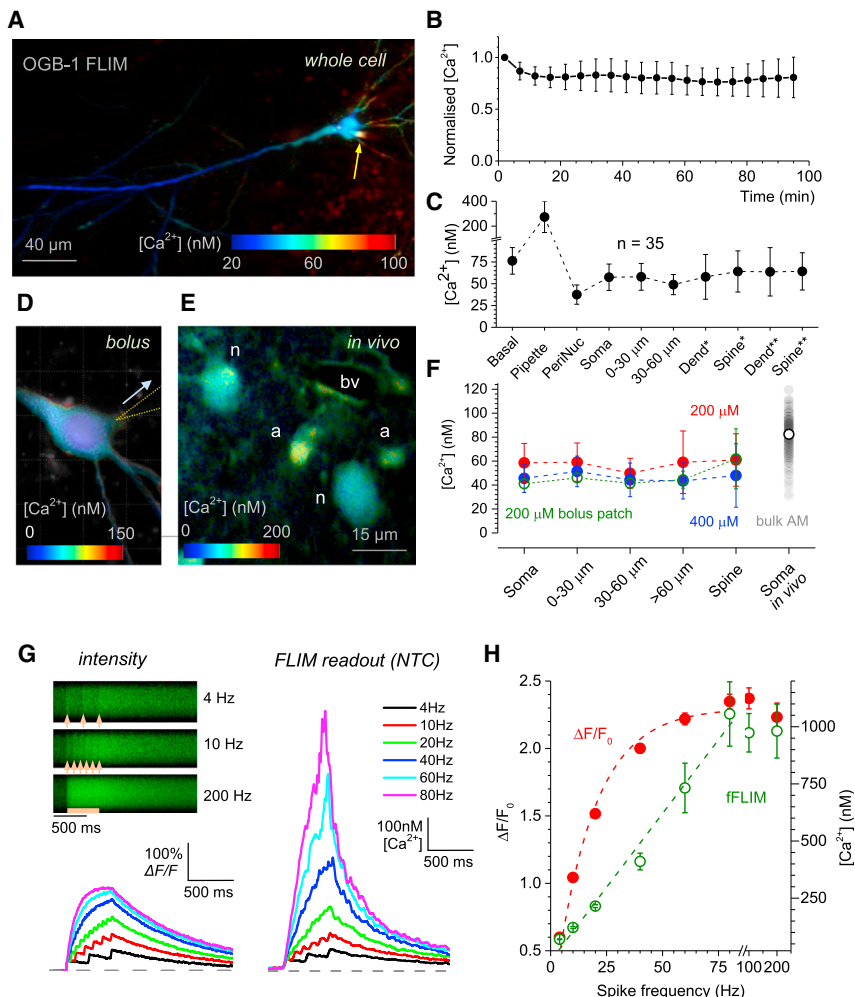 A
OGB-1 FLIM
whole cell
40 µm
[Ca²⁺] (nM)
20
100
B
Normalised [Ca²⁺]
1.0
0.5
0.0
0
20
40
60
80
100
Time (min)
C
[Ca²⁺] (nM)
400
200
75
50
25
0
n = 35
Basal
Pipette
PeriNuc
Soma
0-30 µm
30-60 µm
Dend*
Spine*
Dend**
Spine**
D
bolus
[Ca²⁺] (nM)
0
150
E
in vivo
n
bv
a
a
n
[Ca²⁺] (nM)
0
200
15 µm
F
[Ca²⁺] (nM)
120
100
80
60
40
20
0
200 µM
200 µM bolus patch
400 µM
bulk AM
Soma
0-30 µm
30-60 µm
>60 µm
Spine
Soma
in vivo
G
intensity
4 Hz
10 Hz
200 Hz
500 ms
100%
ΔF/F
500 ms
FLIM readout (NTC)
4Hz
10Hz
20Hz
40Hz
60Hz
80Hz
100nM
[Ca²⁺]
500 ms
H
ΔF/F₀
2.5
2.0
1.5
1.0
0.5
ΔF/F₀
fFLIM
1000
750
500
250
[Ca²⁺] (nM)
0
25
50
75
100
200
Spike frequency (Hz)